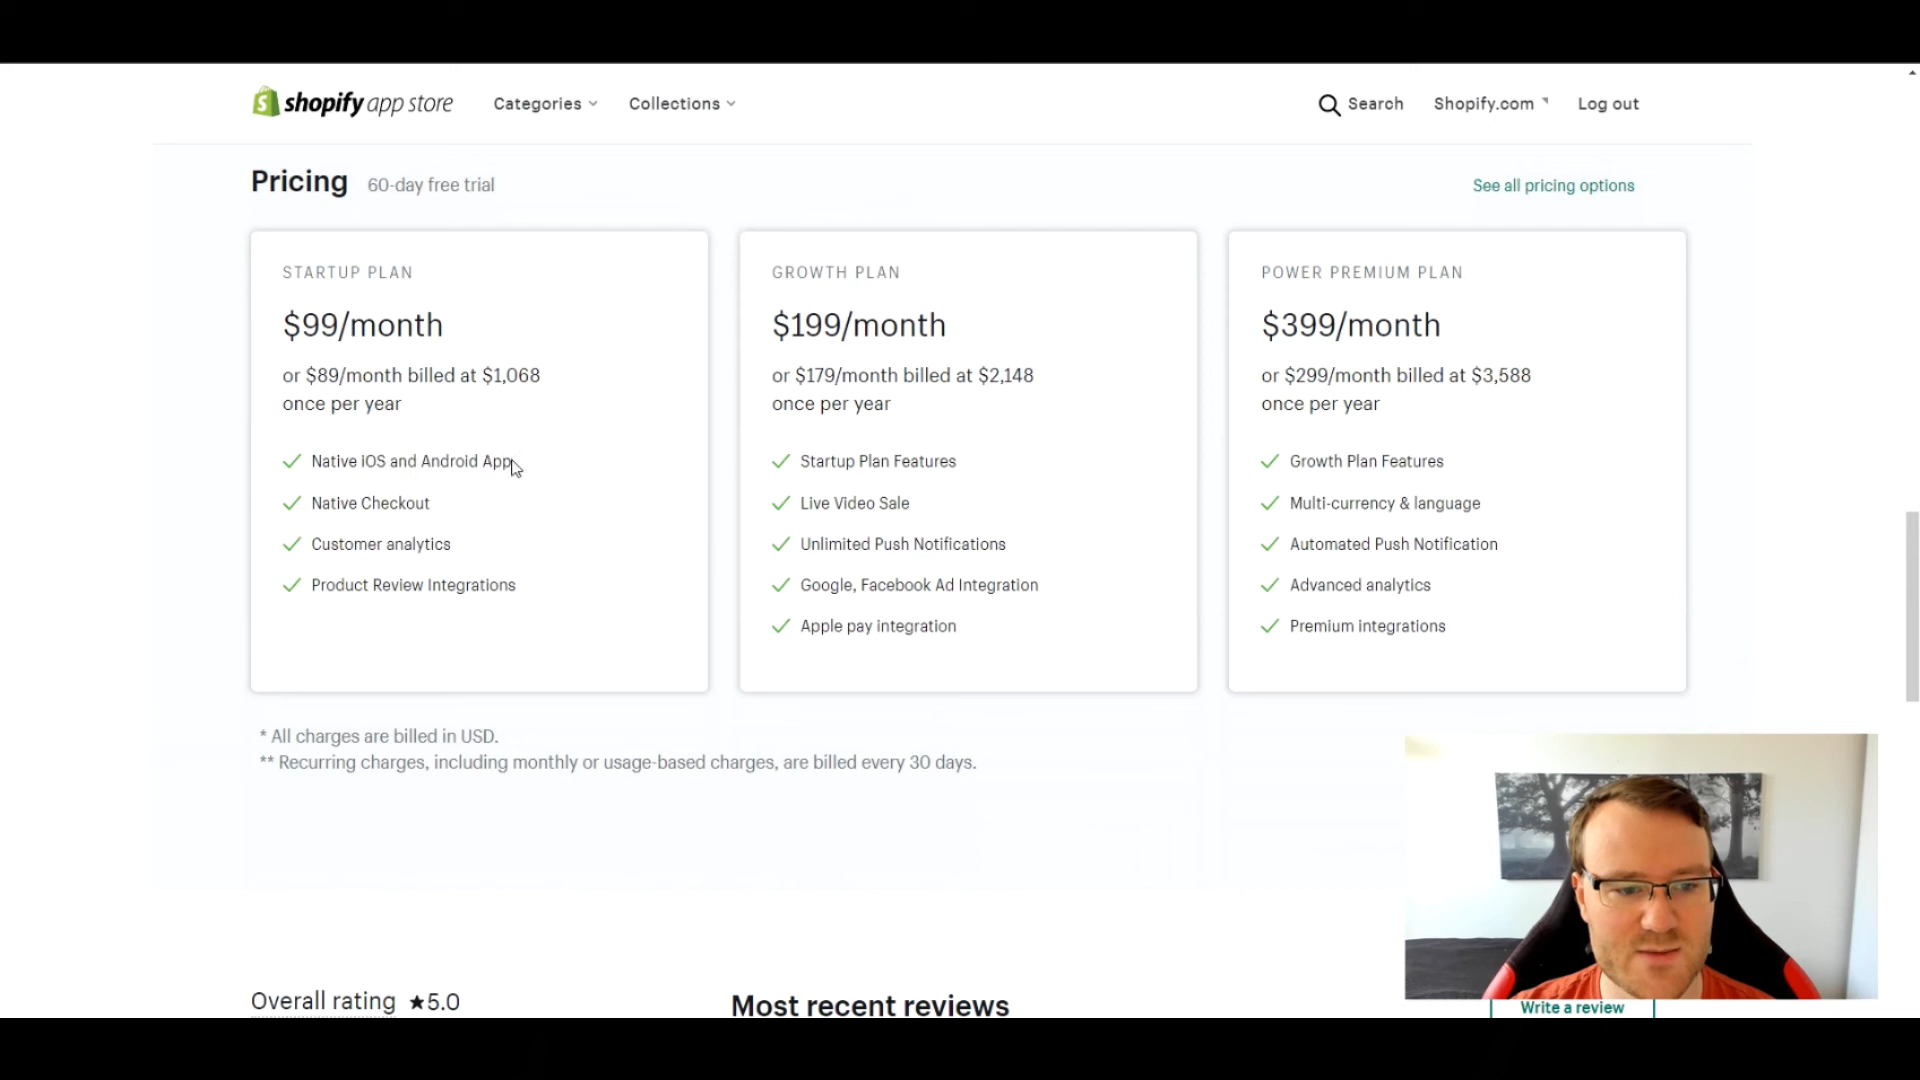 shopify app store Categories Collections Search Shopify.com Log out
Pricing 60-day free trial See all pricing options
STARTUP PLAN
$99/month
or $89/month billed at $1,068
once per year
Native iOS and Android App
Native Checkout
Customer analytics
Product Review Integrations
GROWTH PLAN
$199/month
or $179/month billed at $2,148
once per year
Startup Plan Features
Live Video Sale
Unlimited Push Notifications
Google, Facebook Ad Integration
Apple pay integration
POWER PREMIUM PLAN
$399/month
or $299/month billed at $3,588
once per year
Growth Plan Features
Multi-currency & language
Automated Push Notification
Advanced analytics
Premium integrations
* All charges are billed in USD.
** Recurring charges, including monthly or usage-based charges, are billed every 30 days.
Overall rating ★5.0
Most recent reviews
Write a review